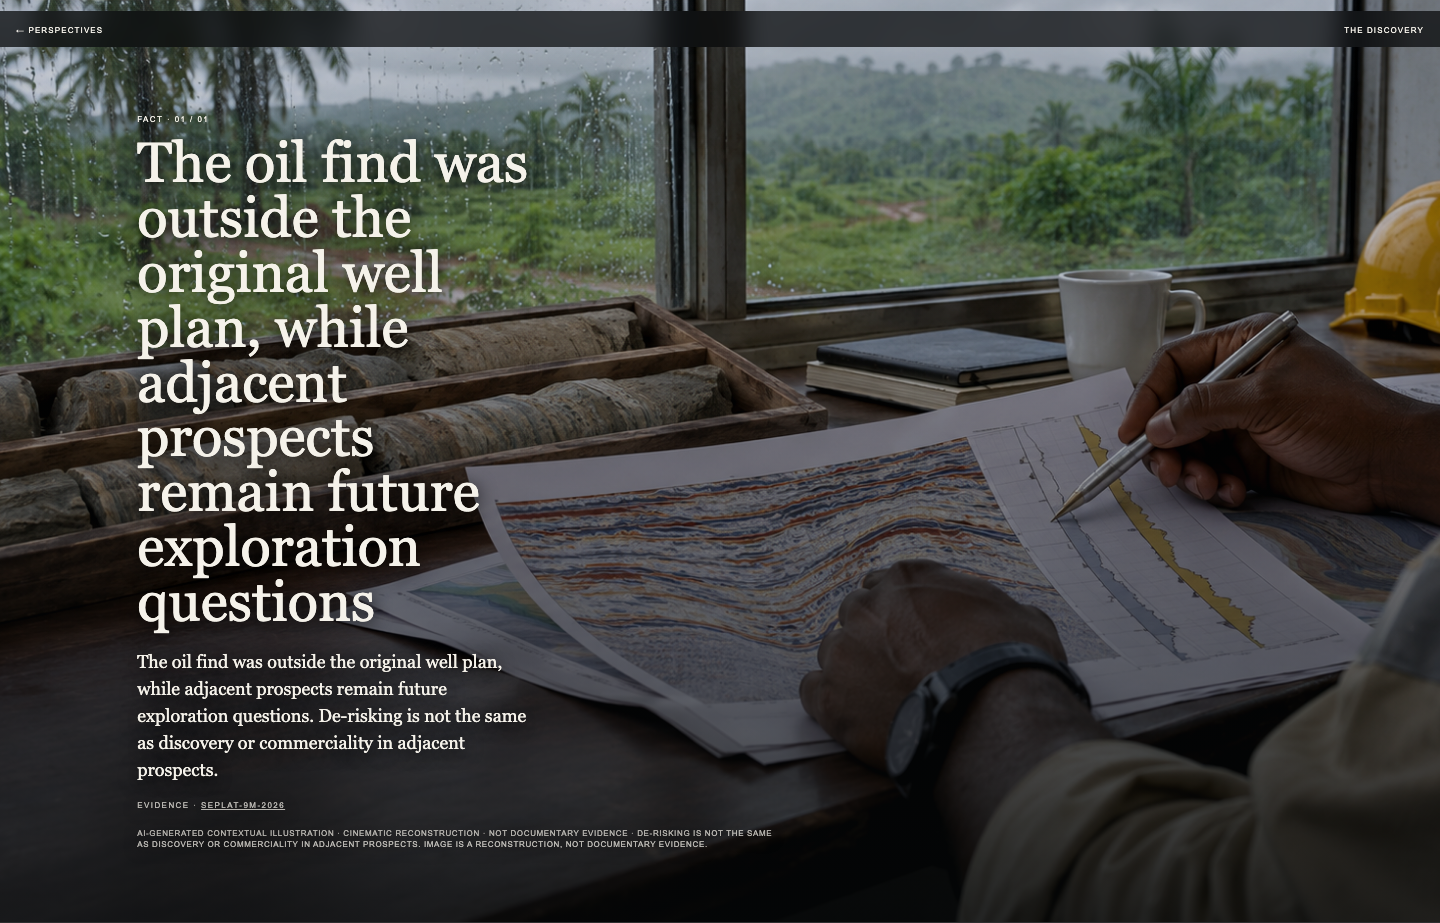 ← PERSPECTIVES
THE DISCOVERY
FACT · 01 / 01
The oil find was
outside the
original well
plan, while
adjacent
prospects
remain future
exploration
questions
The oil find was outside the original well plan,
while adjacent prospects remain future
exploration questions. De-risking is not the same
as discovery or commerciality in adjacent
prospects.
EVIDENCE · SEPLAT-9M-2026
AI-GENERATED CONTEXTUAL ILLUSTRATION · CINEMATIC RECONSTRUCTION · NOT DOCUMENTARY EVIDENCE · DE-RISKING IS NOT THE SAME
AS DISCOVERY OR COMMERCIALITY IN ADJACENT PROSPECTS. IMAGE IS A RECONSTRUCTION, NOT DOCUMENTARY EVIDENCE.